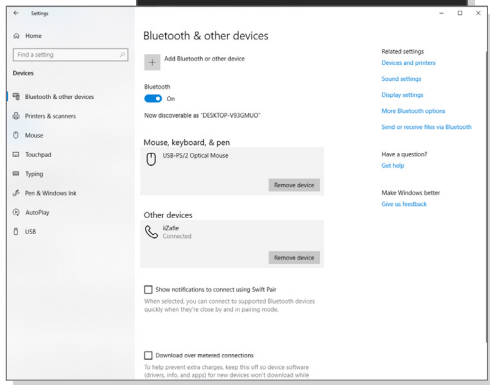 Settings
Home
Find a setting
Devices
Bluetooth & other devices
Printers & scanners
Mouse
Touchpad
Typing
Pen & Windows Ink
AutoPlay
USB
Bluetooth & other devices
Add Bluetooth or other device
Bluetooth
On
Now discoverable as "DESKTOP-V93GMUO"
Mouse, keyboard, & pen
USB-PS/2 Optical Mouse
Remove device
Other devices
Connected
Remove device
Show notifications to connect using Swift Pair
When selected, you can connect to supported Bluetooth devices
quickly when they're close by and in pairing mode.
Download over metered connections
To help prevent extra charges, keep this off so device software
(drivers, info, and apps) for new devices won't download while
Related settings
Devices and printers
Sound settings
Display settings
More Bluetooth options
Send or receive files via Bluetooth
Have a question?
Get help
Make Windows better
Give us feedback